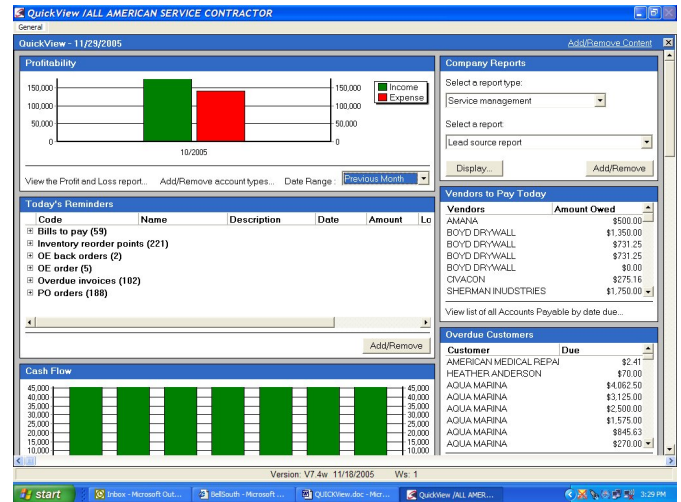 QuickView /ALL AMERICAN SERVICE CONTRACTOR
General
QuickView - 11/29/2005 Add/Remove Content
Profitability
150,000 150,000
100,000 100,000
50,000 50,000
0 0
10/2005
Income
Expense
View the Profit and Loss report... Add/Remove account types... Date Range : Previous Month
Today's Reminders
Code Name Description Date Amount Lo
Bills to pay (59)
Inventory reorder points (221)
OE back orders (2)
OE order (5)
Overdue invoices (102)
PO orders (188)
Add/Remove
Cash Flow
45,000 45,000
40,000 40,000
35,000 35,000
30,000 30,000
25,000 25,000
20,000 20,000
15,000 15,000
10,000 10,000
Company Reports
Select a report type:
Service management
Select a report:
Lead source report
Display... Add/Remove
Vendors to Pay Today
Vendors Amount Owed
AMANA $500.00
BOYD DRYWALL $1,350.00
BOYD DRYWALL $731.25
BOYD DRYWALL $731.25
BOYD DRYWALL $0.00
CIVACON $275.16
SHERMAN INUDSTRIES $1,750.00
View list of all Accounts Payable by date due...
Overdue Customers
Customer Due
AMERICAN MEDICAL REPAI $2.41
HEATHER ANDERSON $70.00
AQUA MARINA $4,062.50
AQUA MARINA $3,125.00
AQUA MARINA $2,500.00
AQUA MARINA $1,575.00
AQUA MARINA $845.63
AQUA MARINA $270.00
Version: V7.4w 11/18/2005 Ws: 1
start Inbox - Microsoft Out... BellSouth - Microsoft ... QUICKView.doc - Micr... QuickView /ALL AMER... 3:29 PM